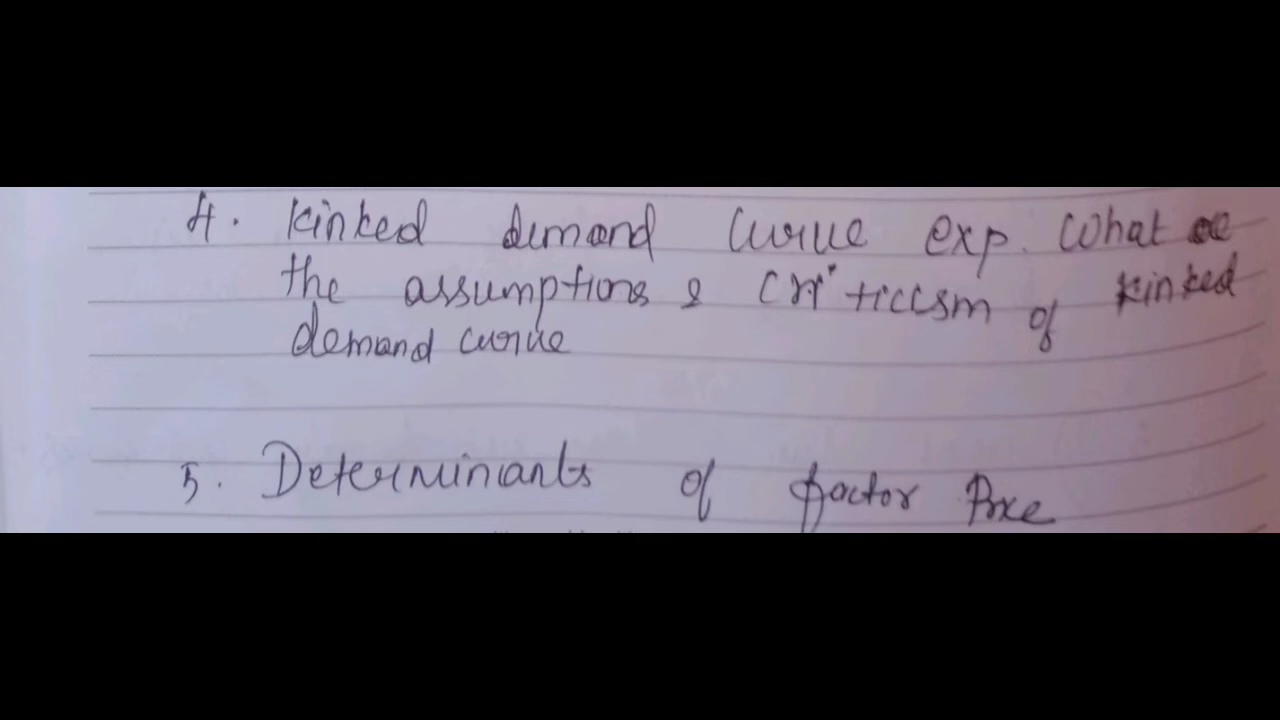 4. Kinked demand curve exp. What are
the assumptions & criticism of kinked
demand curve
5. Determinants of factor Price